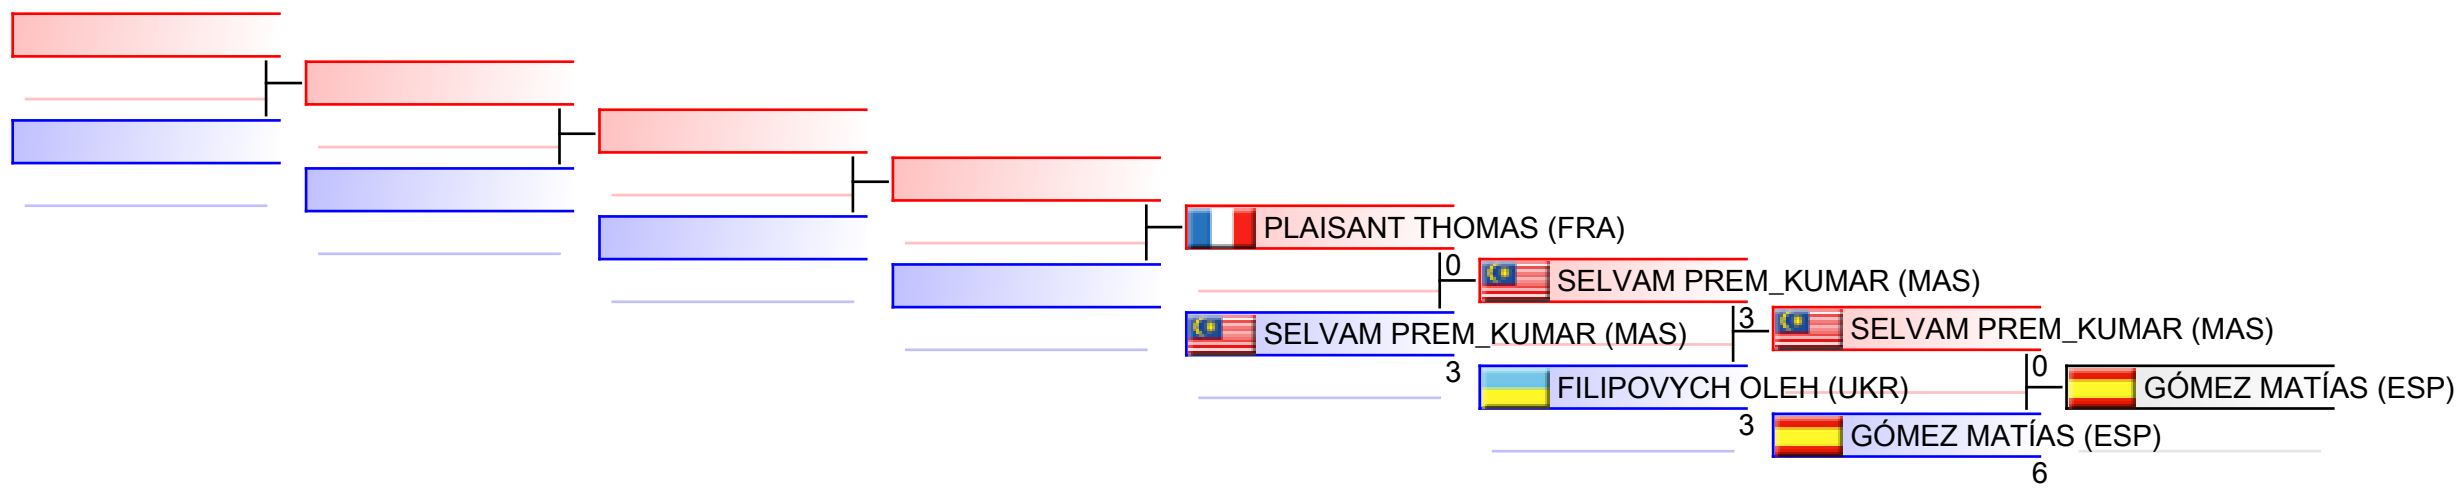 PLAISANT THOMAS (FRA)
0
SELVAM PREM_KUMAR (MAS)
SELVAM PREM_KUMAR (MAS)
3
3
SELVAM PREM_KUMAR (MAS)
FILIPOVYCH OLEH (UKR)
3
0
GÓMEZ MATÍAS (ESP)
GÓMEZ MATÍAS (ESP)
6